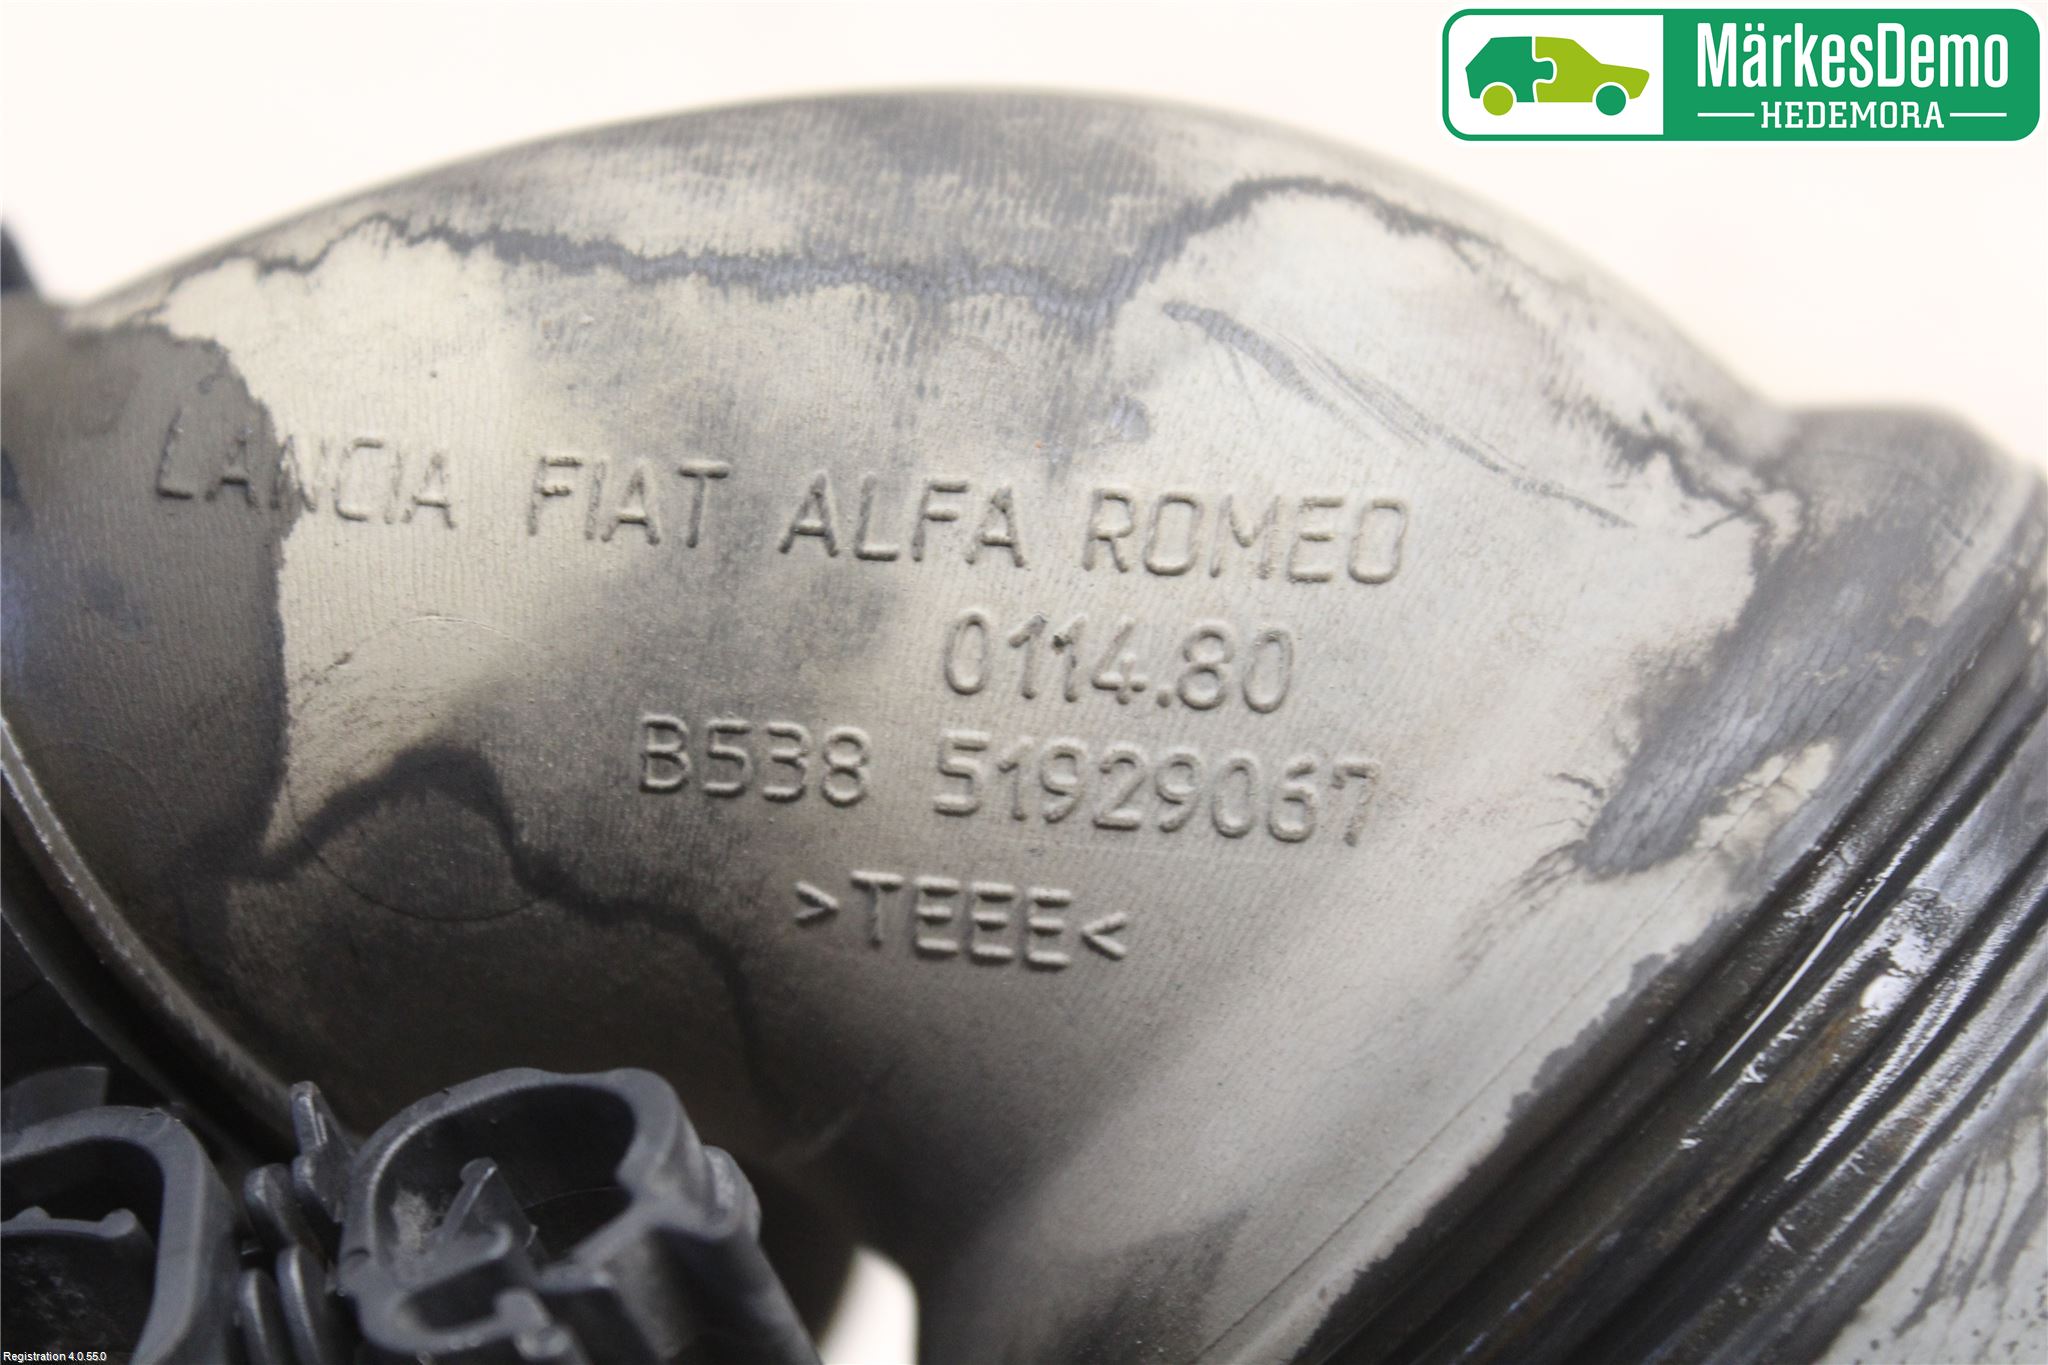 MärkesDemo
HEDEMORA
LANCIA FIAT ALFA ROMEO
0114.80
B538 51929067
>TEEE<
Registration 4.0.55.0